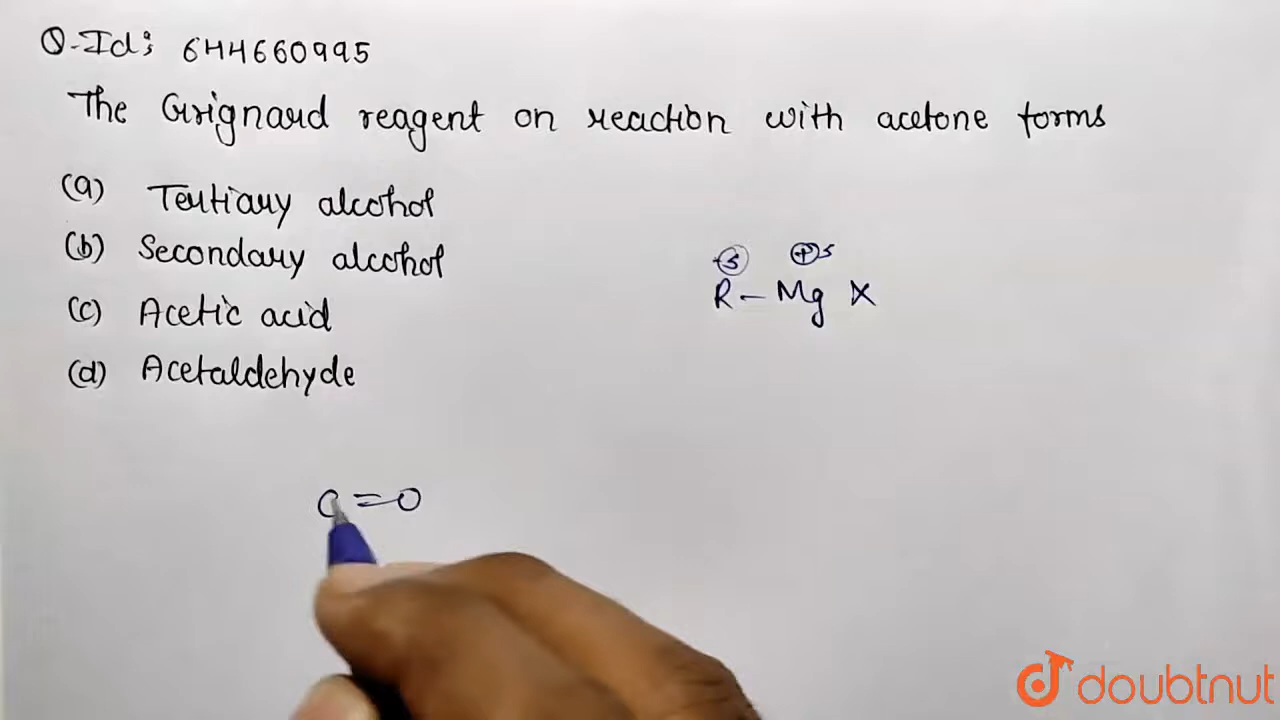 Q-Id: 644660995
The Grignard reagent on reaction with acetone forms
(a) Tertiary alcohol
(b) Secondary alcohol
(c) Acetic acid
(d) Acetaldehyde
-δ +δ
R-Mg X
C=O
doubtnut